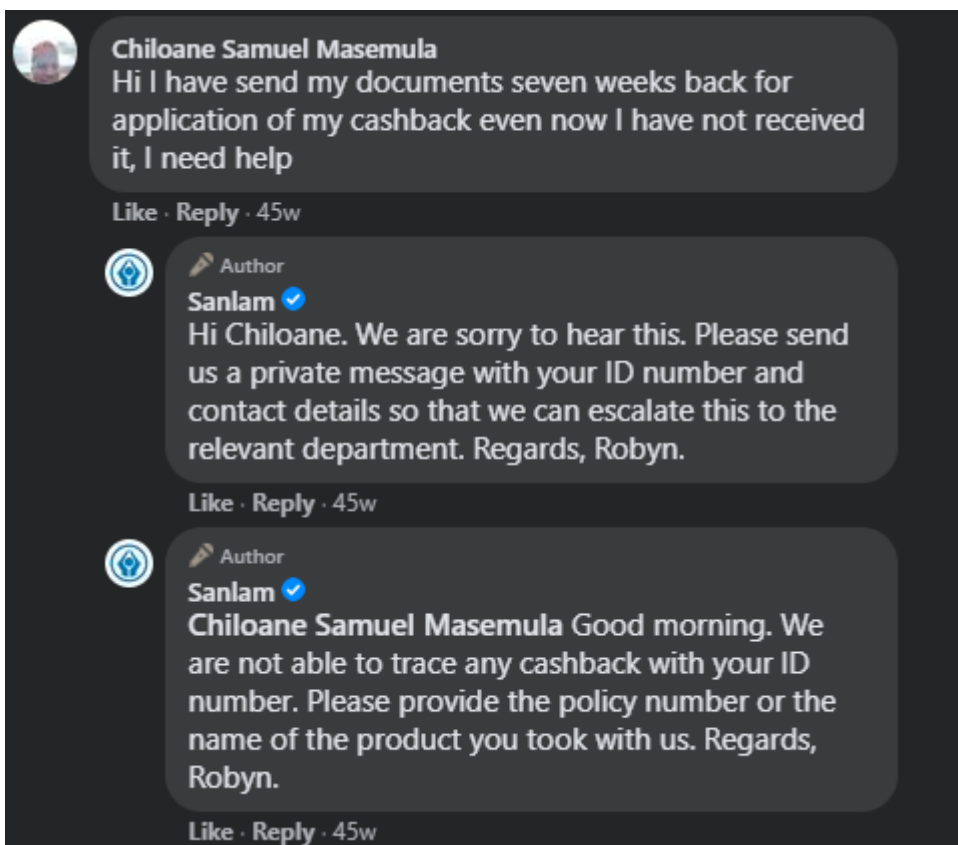 Chiloane Samuel Masemula
Hi I have send my documents seven weeks back for
application of my cashback even now I have not received
it, I need help
Like · Reply · 45w
Author
Sanlam
Hi Chiloane. We are sorry to hear this. Please send
us a private message with your ID number and
contact details so that we can escalate this to the
relevant department. Regards, Robyn.
Like · Reply · 45w
Author
Sanlam
Chiloane Samuel Masemula Good morning. We
are not able to trace any cashback with your ID
number. Please provide the policy number or the
name of the product you took with us. Regards,
Robyn.
Like · Reply · 45w